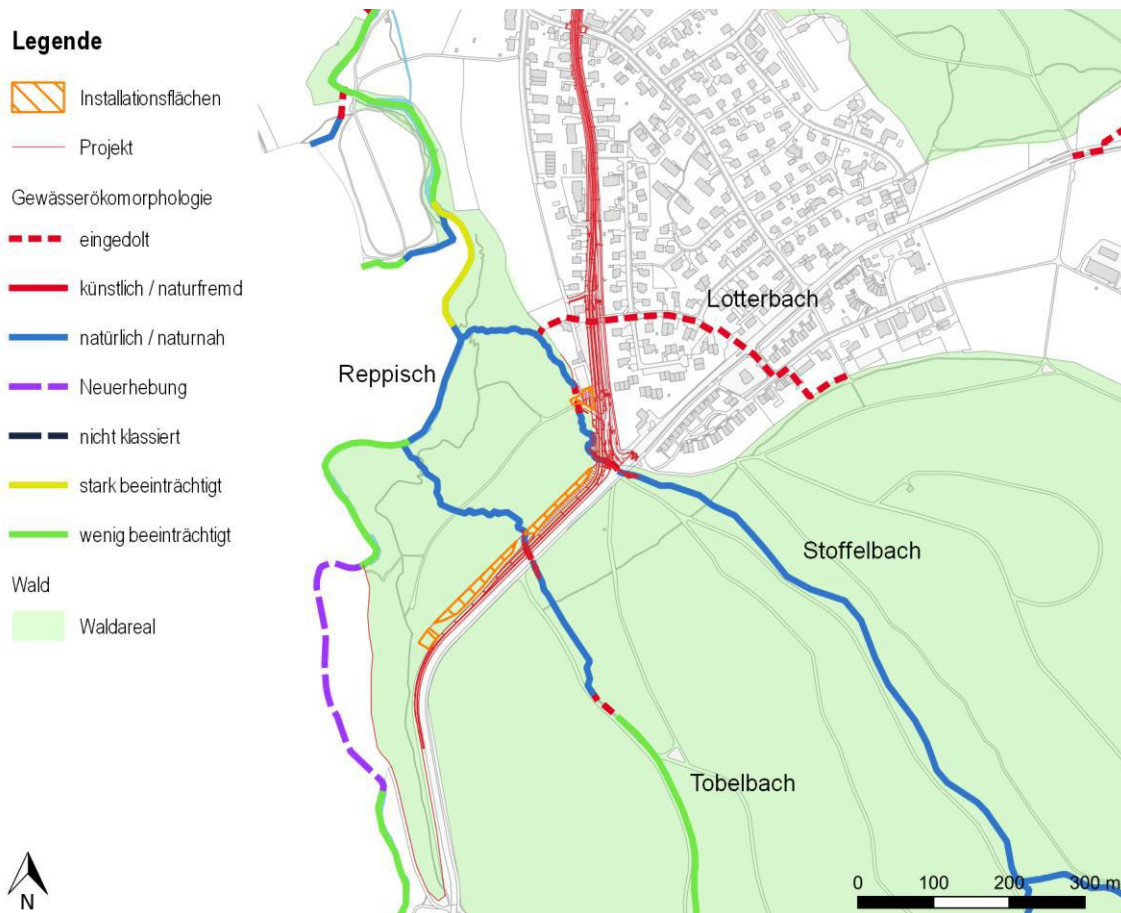 Legende
Installationsflächen
Projekt
Gewässerökomorphologie
eingedolt
künstlich / naturfremd
natürlich / naturnah
Neuerhebung
nicht klassiert
stark beeinträchtigt
wenig beeinträchtigt
Wald
Waldareal
Lotterbach
Reppisch
Stoffelbach
Tobelbach
N
0 100 200 300 m